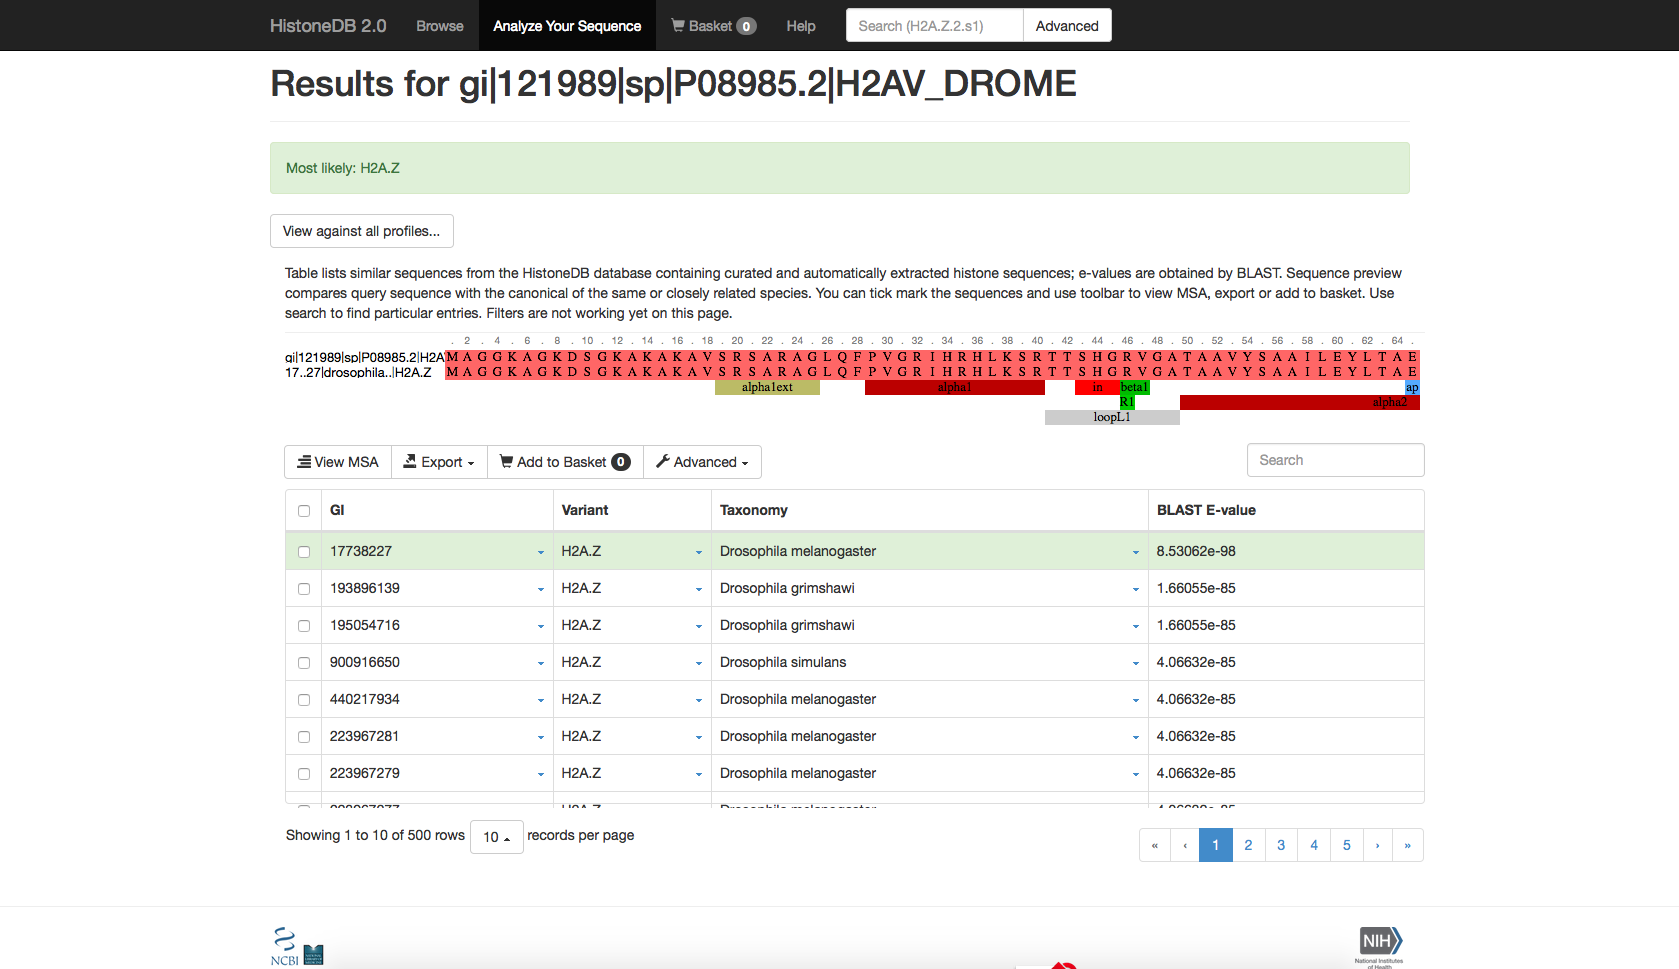 HistoneDB 2.0 Browse Analyze Your Sequence Basket 0 Help Search (H2A.Z.2.s1) Advanced
Results for gi|121989|sp|P08985.2|H2AV_DROME
Most likely: H2A.Z
View against all profiles...
Table lists similar sequences from the HistoneDB database containing curated and automatically extracted histone sequences; e-values are obtained by BLAST. Sequence preview
compares query sequence with the canonical of the same or closely related species. You can tick mark the sequences and use toolbar to view MSA, export or add to basket. Use
search to find particular entries. Filters are not working yet on this page.
. 2 . 4 . 6 . 8 . 10 . 12 . 14 . 16 . 18 . 20 . 22 . 24 . 26 . 28 . 30 . 32 . 34 . 36 . 38 . 40 . 42 . 44 . 46 . 48 . 50 . 52 . 54 . 56 . 58 . 60 . 62 . 64 .
gi|121989|sp|P08985.2|H2A M A G G K A G K D S G K A K A K A V S R S A R A G L Q F P V G R I H R H L K S R T T S H G R V G A T A A V Y S A A I L E Y L T A E
17..27|drosophila..|H2A.Z M A G G K A G K D S G K A K A K A V S R S A R A G L Q F P V G R I H R H L K S R T T S H G R V G A T A A V Y S A A I L E Y L T A E
alpha1ext alpha1 in beta1 ap
R1 alpha2
loopL1
View MSA Export Add to Basket 0 Advanced Search
GI Variant Taxonomy BLAST E-value
17738227 H2A.Z Drosophila melanogaster 8.53062e-98
193896139 H2A.Z Drosophila grimshawi 1.66055e-85
195054716 H2A.Z Drosophila grimshawi 1.66055e-85
900916650 H2A.Z Drosophila simulans 4.06632e-85
440217934 H2A.Z Drosophila melanogaster 4.06632e-85
223967281 H2A.Z Drosophila melanogaster 4.06632e-85
223967279 H2A.Z Drosophila melanogaster 4.06632e-85
223967277 H2A.Z Drosophila melanogaster 4.06632e-85
Showing 1 to 10 of 500 rows 10 records per page
« ‹ 1 2 3 4 5 › »
NCBI
NIH
National Institutes
of Health